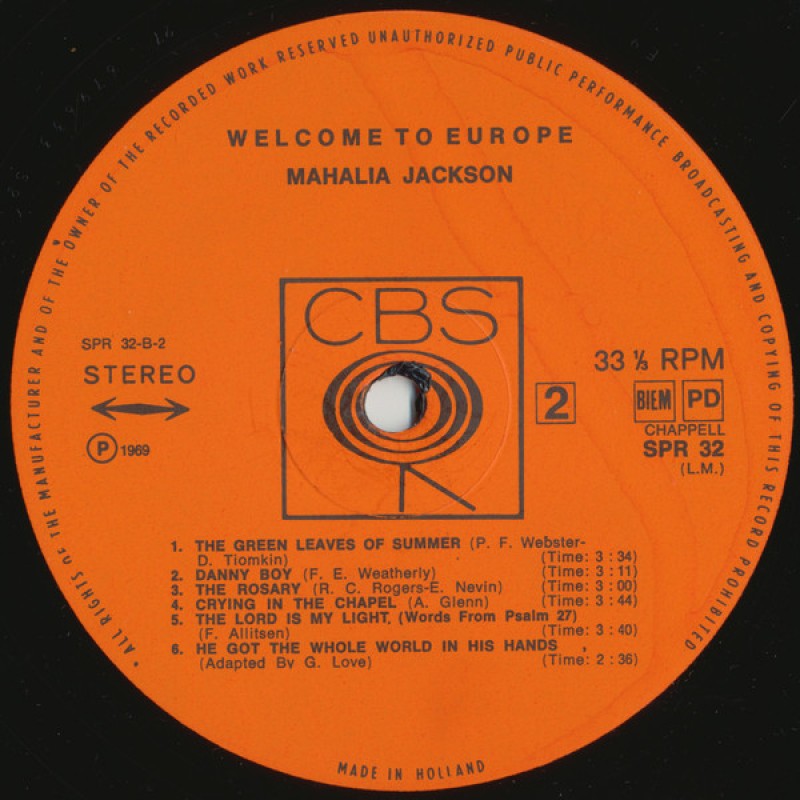 • ALL RIGHTS OF THE MANUFACTURER AND OF THE OWNER OF THE RECORDED WORK RESERVED UNAUTHORIZED PUBLIC PERFORMANCE BROADCASTING AND COPYING OF THIS RECORD PROHIBITED
WELCOME TO EUROPE
MAHALIA JACKSON
CBS
SPR 32-B-2
STEREO
Ⓟ 1969
2
33 ⅓ RPM
BIEM PD
CHAPPELL
SPR 32
(L.M.)
1. THE GREEN LEAVES OF SUMMER (P. F. Webster-
D. Tiomkin) (Time: 3 : 34)
2. DANNY BOY (F. E. Weatherly) (Time: 3 : 11)
3. THE ROSARY (R. C. Rogers-E. Nevin) (Time: 3 : 00)
4. CRYING IN THE CHAPEL (A. Glenn) (Time: 3 : 44)
5. THE LORD IS MY LIGHT, (Words From Psalm 27)
(F. Allitsen) (Time: 3 : 40)
6. HE GOT THE WHOLE WORLD IN HIS HANDS ,
(Adapted By G. Love) (Time: 2 : 36)
MADE IN HOLLAND